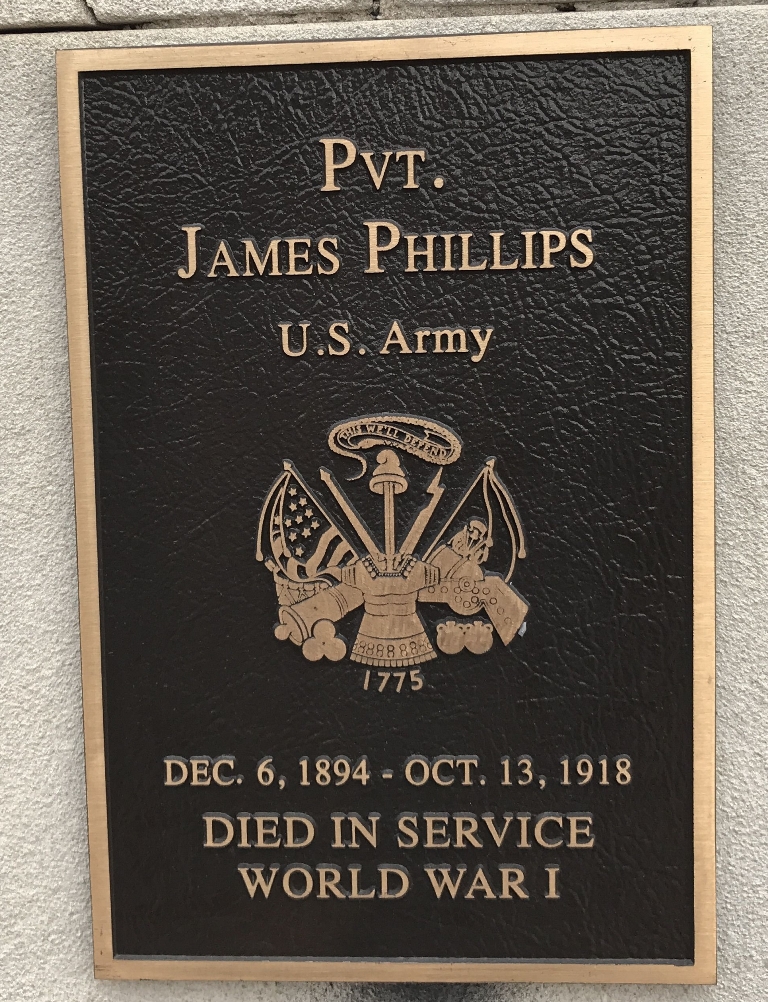 PVT.
JAMES PHILLIPS
U.S. Army
THIS WE'LL DEFEND
1775
DEC. 6, 1894 - OCT. 13, 1918
DIED IN SERVICE
WORLD WAR I